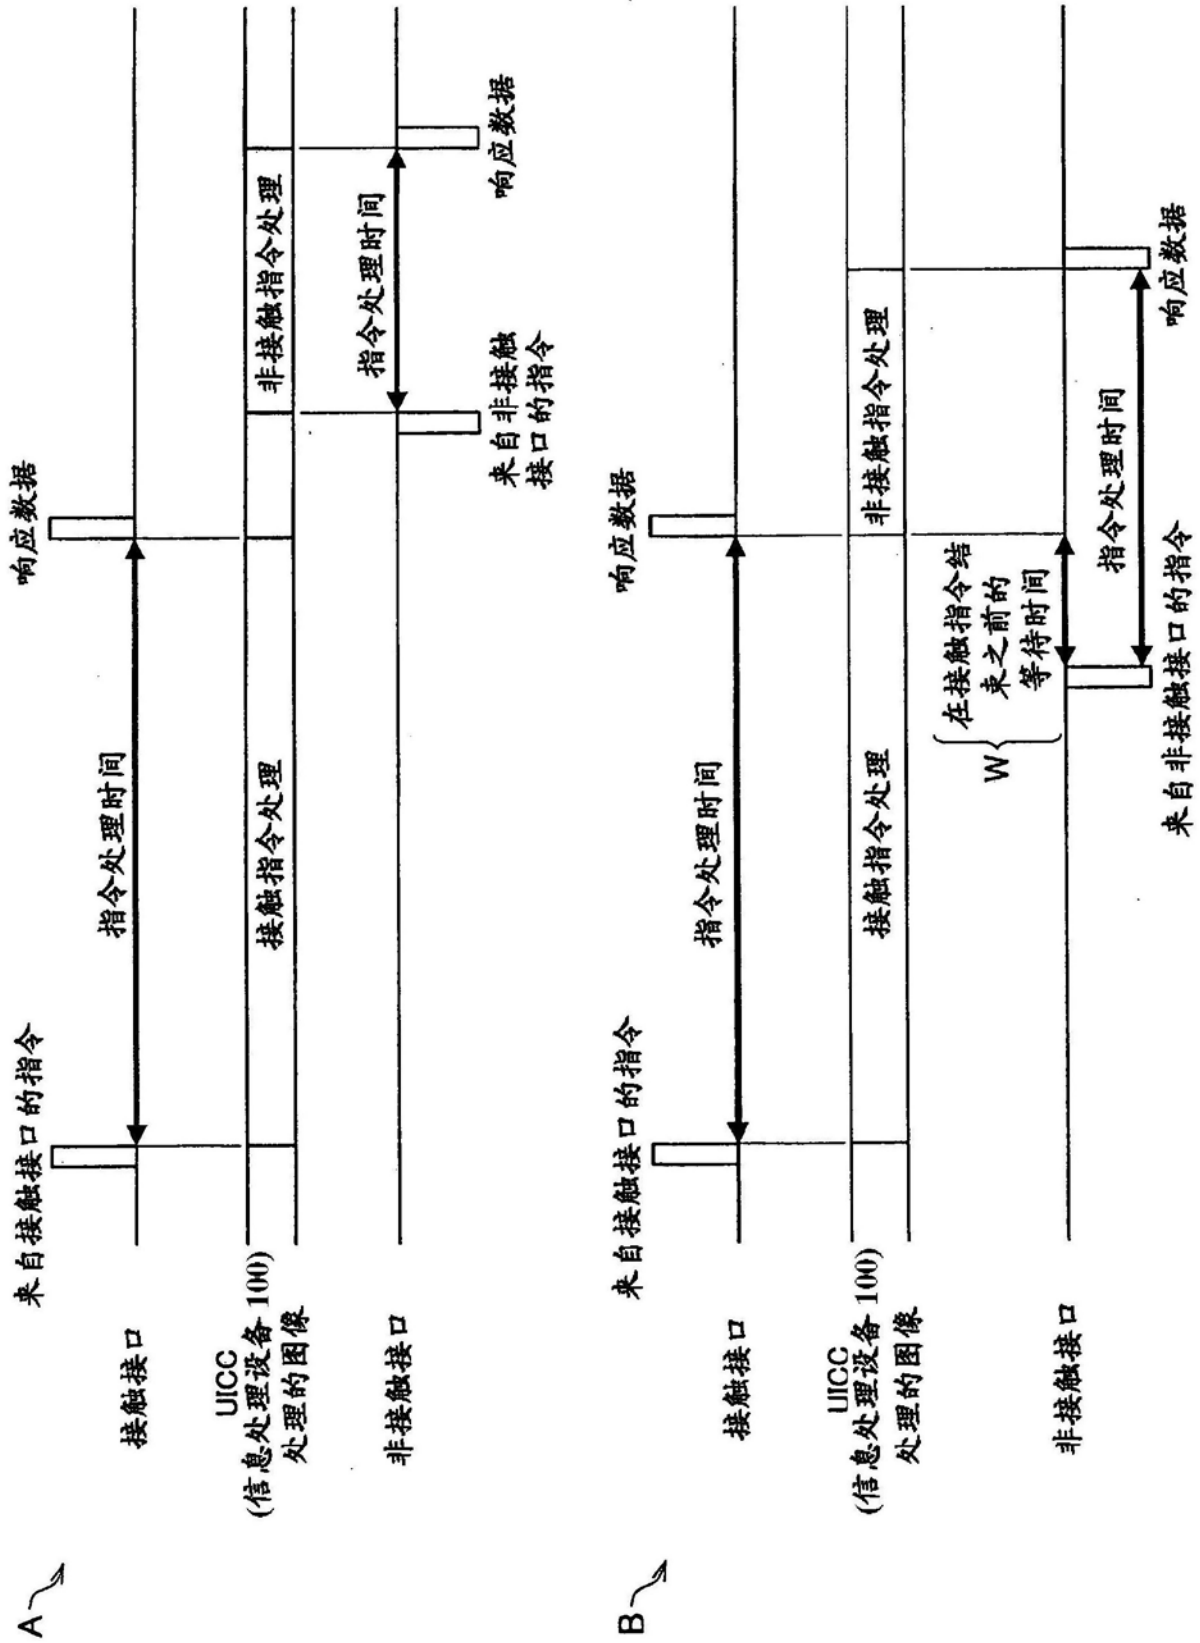 A
来自接触接口的指令
响应数据
接触接口
指令处理时间
UICC
(信息处理设备 100)
处理的图像
接触指令处理
非接触指令处理
非接触接口
指令处理时间
来自非接触
接口的指令
响应数据
B
来自接触接口的指令
响应数据
接触接口
指令处理时间
UICC
(信息处理设备 100)
处理的图像
接触指令处理
非接触指令处理
W
在接触指令结
束之前的
等待时间
非接触接口
指令处理时间
来自非接触接口的指令
响应数据